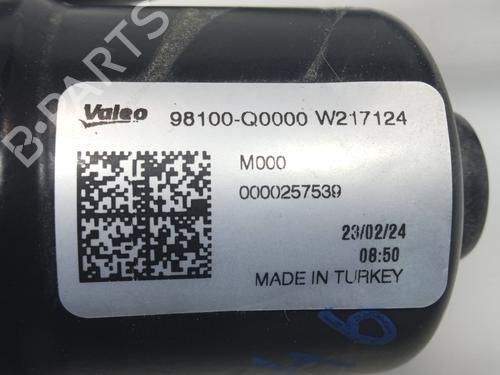 Valeo 98100-Q0000 W217124
M000
0000257539
23/02/24
08:50
MADE IN TURKEY
B-PARTS